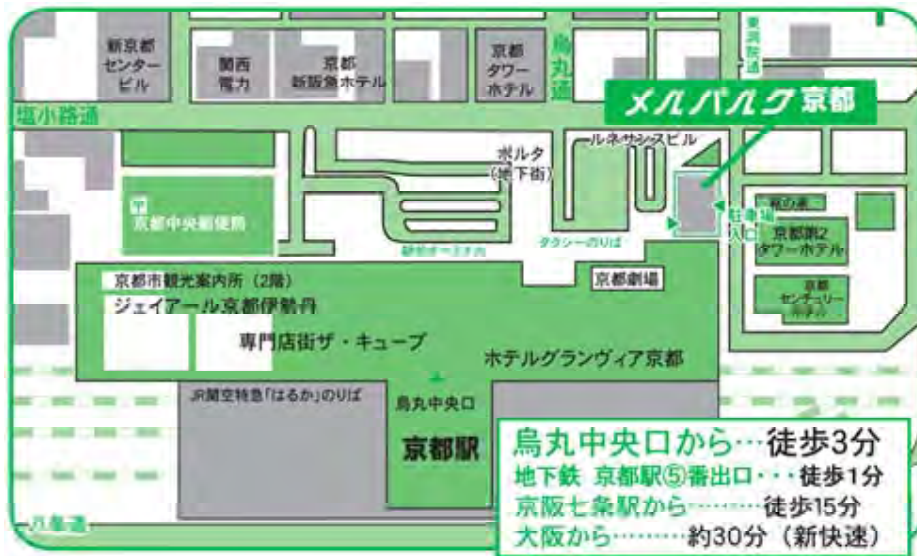 新京都
センター
ビル
関西
電力
京都
新阪急ホテル
京都
タワー
ホテル
烏丸通
東洞院通
メルパルク京都
塩小路通
ポルタ
(地下街)
ルネサンスビル
〒
京都中央郵便局
タクシーのりば
駐車場
入口
京都第2
タワーホテル
京都
センチュリー
ホテル
京都市観光案内所(2階)
京都劇場
ジェイアール京都伊勢丹
専門店街ザ・キューブ
ホテルグランヴィア京都
JR関空特急「はるか」のりば
烏丸中央口
京都駅
八条通
烏丸中央口から…徒歩3分
地下鉄 京都駅⑤番出口・・・徒歩1分
京阪七条駅から………徒歩15分
大阪から………約30分(新快速)